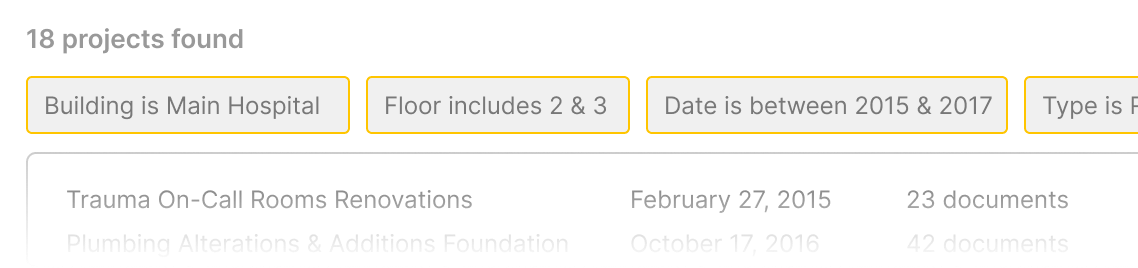 18 projects found
Building is Main Hospital Floor includes 2 & 3 Date is between 2015 & 2017 Type is
Trauma On-Call Rooms Renovations February 27, 2015 23 documents
Plumbing Alterations & Additions Foundation October 17, 2016 42 documents